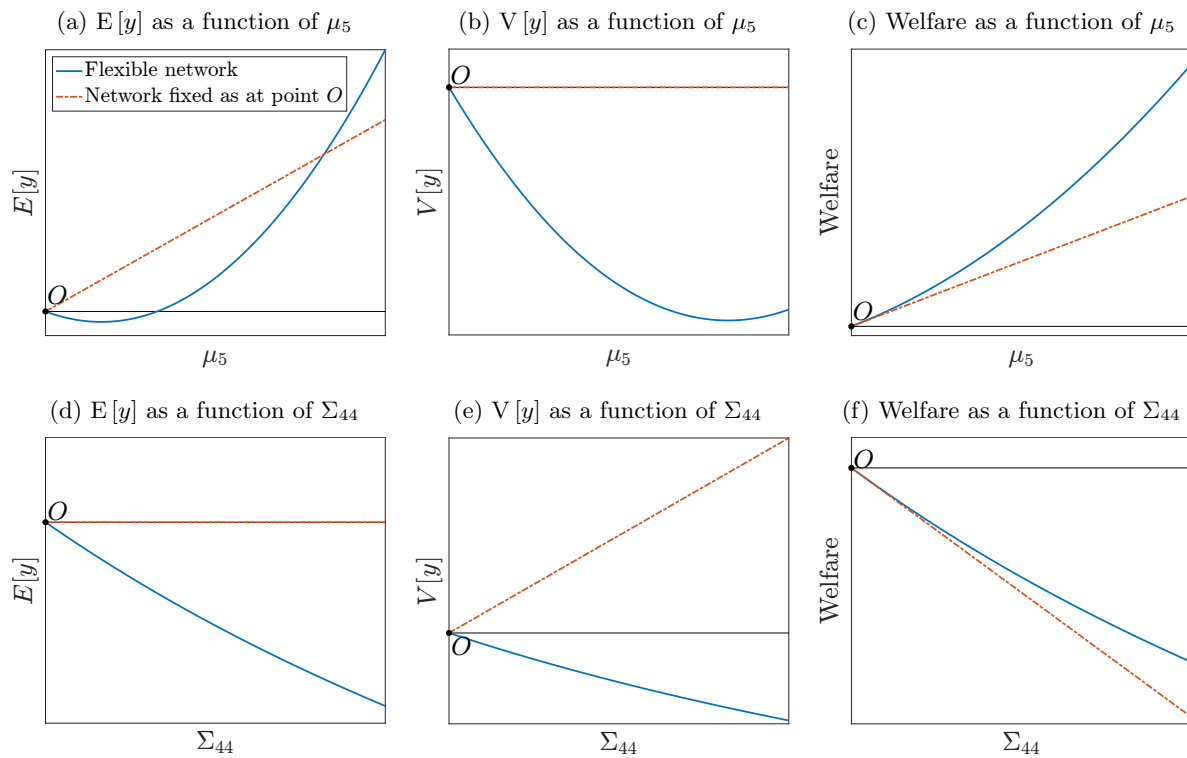 (a) E [y] as a function of μ₅
(b) V [y] as a function of μ₅
(c) Welfare as a function of μ₅
Flexible network
Network fixed as at point O
O
E[y]
μ₅
O
V[y]
μ₅
O
Welfare
μ₅
(d) E [y] as a function of Σ₄₄
(e) V [y] as a function of Σ₄₄
(f) Welfare as a function of Σ₄₄
O
E[y]
Σ₄₄
O
V[y]
Σ₄₄
O
Welfare
Σ₄₄